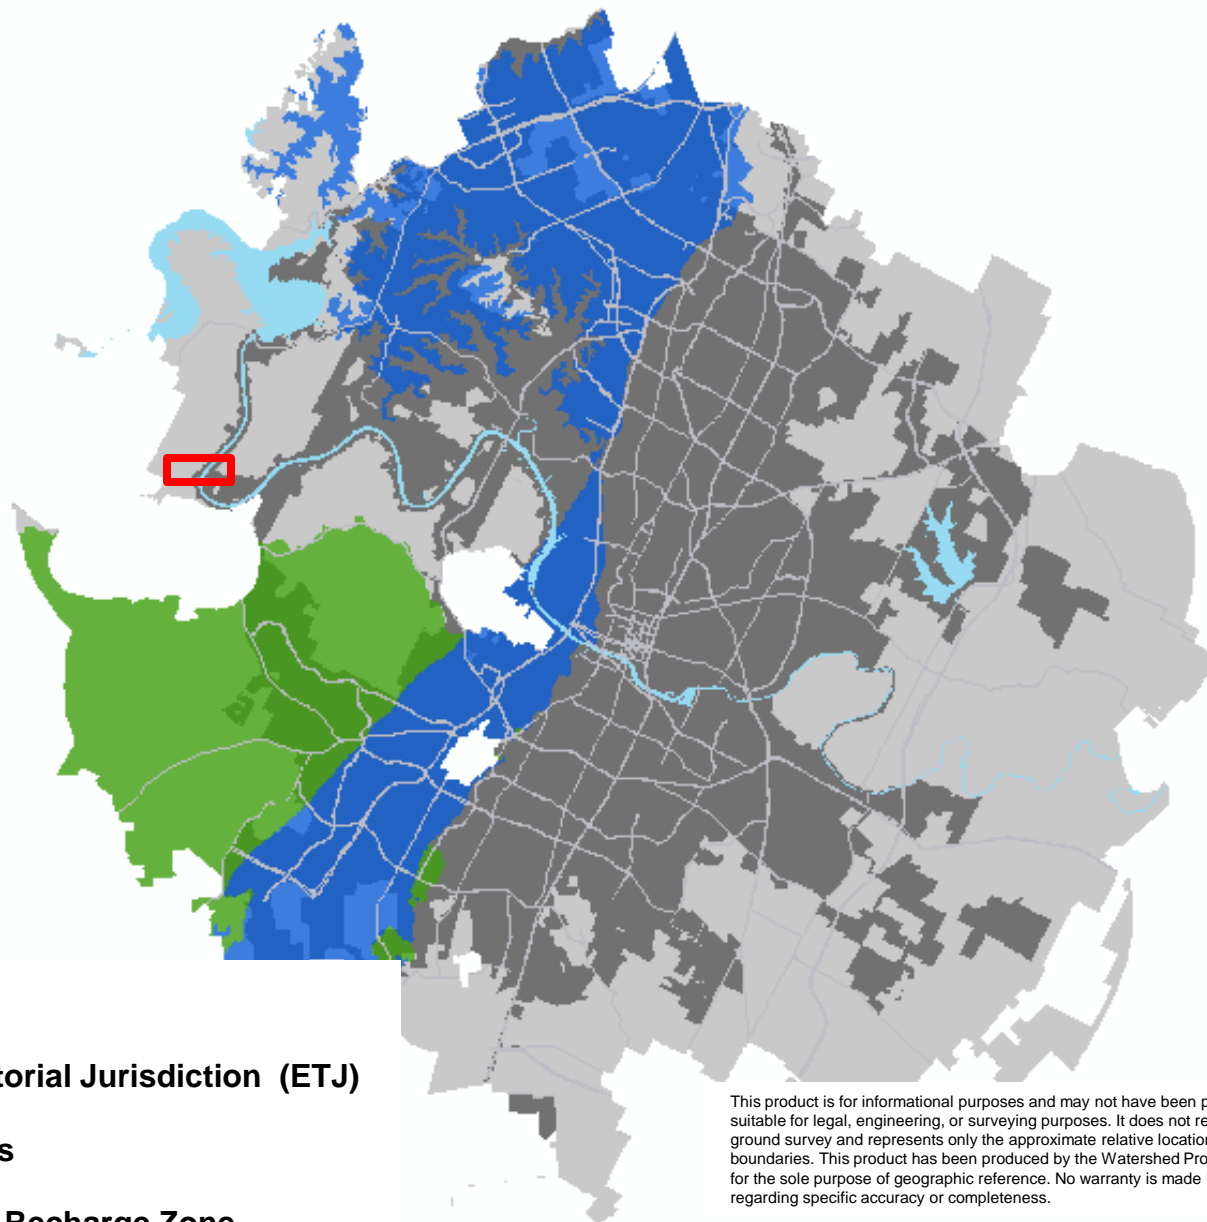 torial Jurisdiction (ETJ)
s
Recharge Zone
This product is for informational purposes and may not have been p
suitable for legal, engineering, or surveying purposes. It does not re
ground survey and represents only the approximate relative location
boundaries. This product has been produced by the Watershed Pro
for the sole purpose of geographic reference. No warranty is made
regarding specific accuracy or completeness.